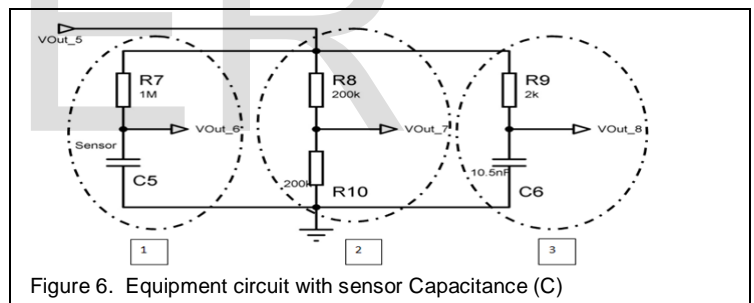 ER
VOut_5
R7
1M
VOut_6
Sensor
C5
R8
200k
VOut_7
200k
R10
R9
2k
VOut_8
10.5nF
C6
1
2
3
Figure 6. Equipment circuit with sensor Capacitance (C)